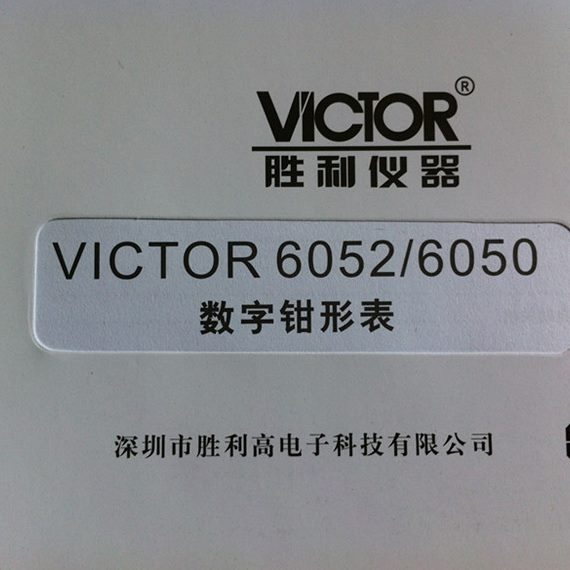 VICTOR®
胜利仪器
VICTOR 6052/6050
数字钳形表
深圳市胜利高电子科技有限公司